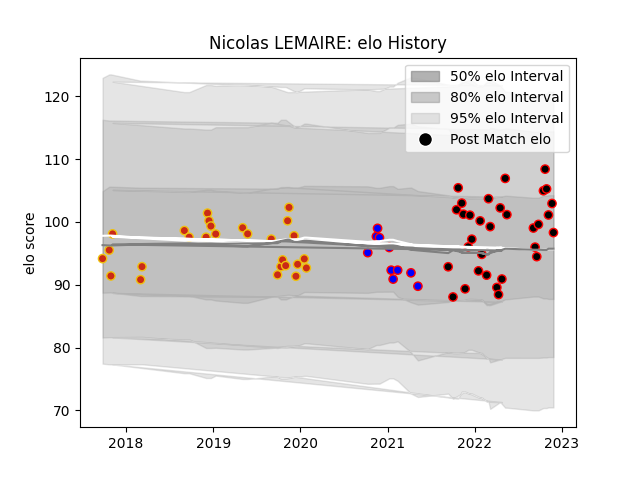 Nicolas LEMAIRE: elo History
50% elo Interval
80% elo Interval
95% elo Interval
Post Match elo
elo score
120
110
100
90
80
70
2018 2019 2020 2021 2022 2023